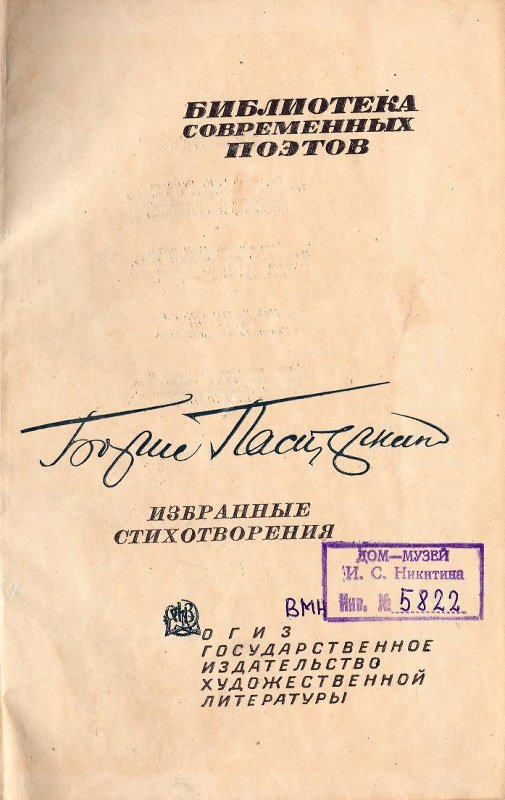 БИБЛИОТЕКА
СОВРЕМЕННЫХ
ПОЭТОВ
Борис Пастернак
ИЗБРАННЫЕ
СТИХОТВОРЕНИЯ
ДОМ—МУЗЕЙ
И. С. Никитина
ВМН Инв. № 5822
ОГИЗ
ГОСУДАРСТВЕННОЕ
ИЗДАТЕЛЬСТВО
ХУДОЖЕСТВЕННОЙ
ЛИТЕРАТУРЫ